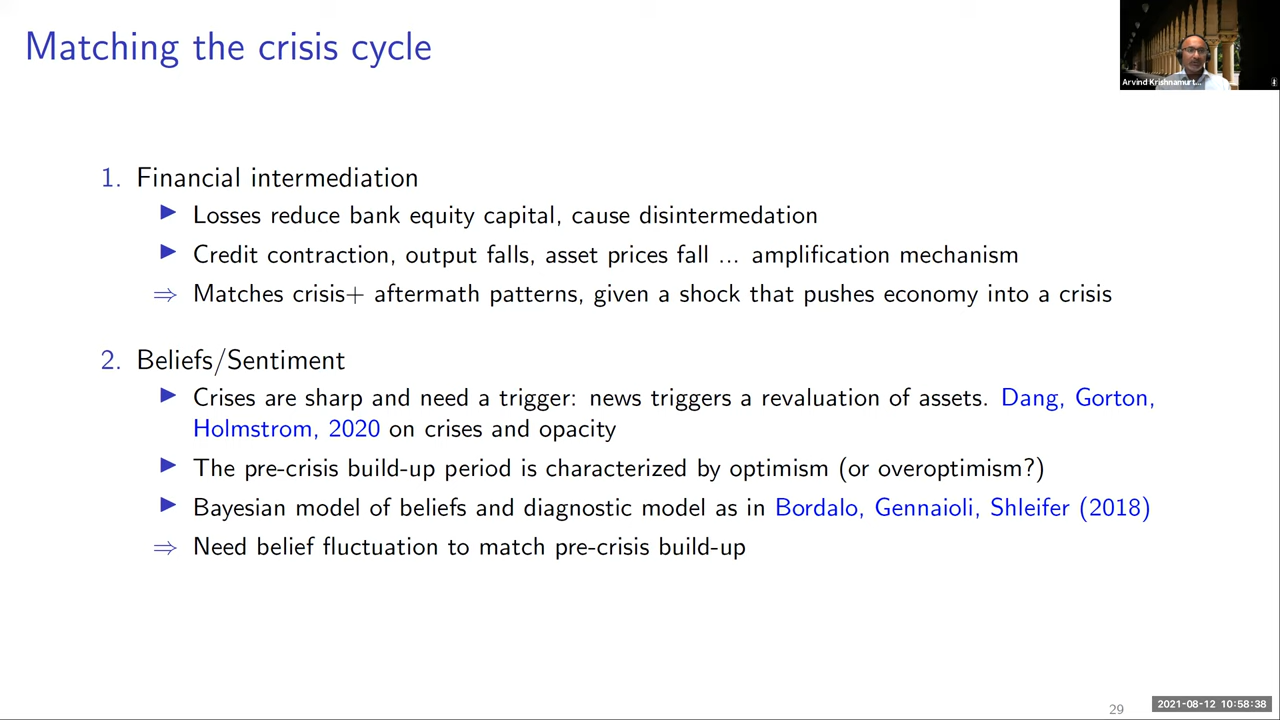 Matching the crisis cycle
Arvind Krishnamurt...
1. Financial intermediation
▶ Losses reduce bank equity capital, cause disintermedation
▶ Credit contraction, output falls, asset prices fall ... amplification mechanism
⇒ Matches crisis+ aftermath patterns, given a shock that pushes economy into a crisis
2. Beliefs/Sentiment
▶ Crises are sharp and need a trigger: news triggers a revaluation of assets. Dang, Gorton,
Holmstrom, 2020 on crises and opacity
▶ The pre-crisis build-up period is characterized by optimism (or overoptimism?)
▶ Bayesian model of beliefs and diagnostic model as in Bordalo, Gennaioli, Shleifer (2018)
⇒ Need belief fluctuation to match pre-crisis build-up
29
2021-08-12 10:58:38